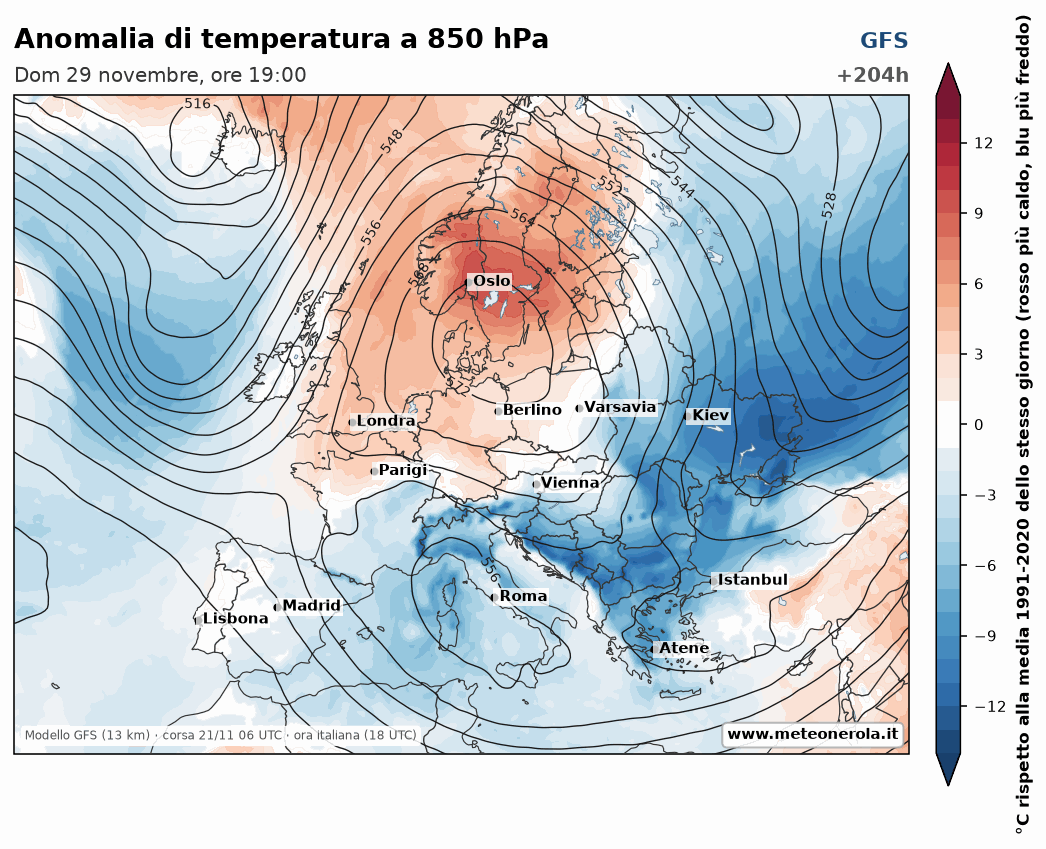 Anomalia di temperatura a 850 hPa
GFS
Dom 29 novembre, ore 19:00
+204h
516
548
552
544
528
556
564
568
Oslo
572
Londra
Berlino
Varsavia
Kiev
Parigi
Vienna
556
Istanbul
Roma
Madrid
Lisbona
Atene
Modello GFS (13 km) · corsa 21/11 06 UTC · ora italiana (18 UTC)
www.meteonerola.it
12
9
6
3
0
−3
−6
−9
−12
°C rispetto alla media 1991-2020 dello stesso giorno (rosso più caldo, blu più freddo)